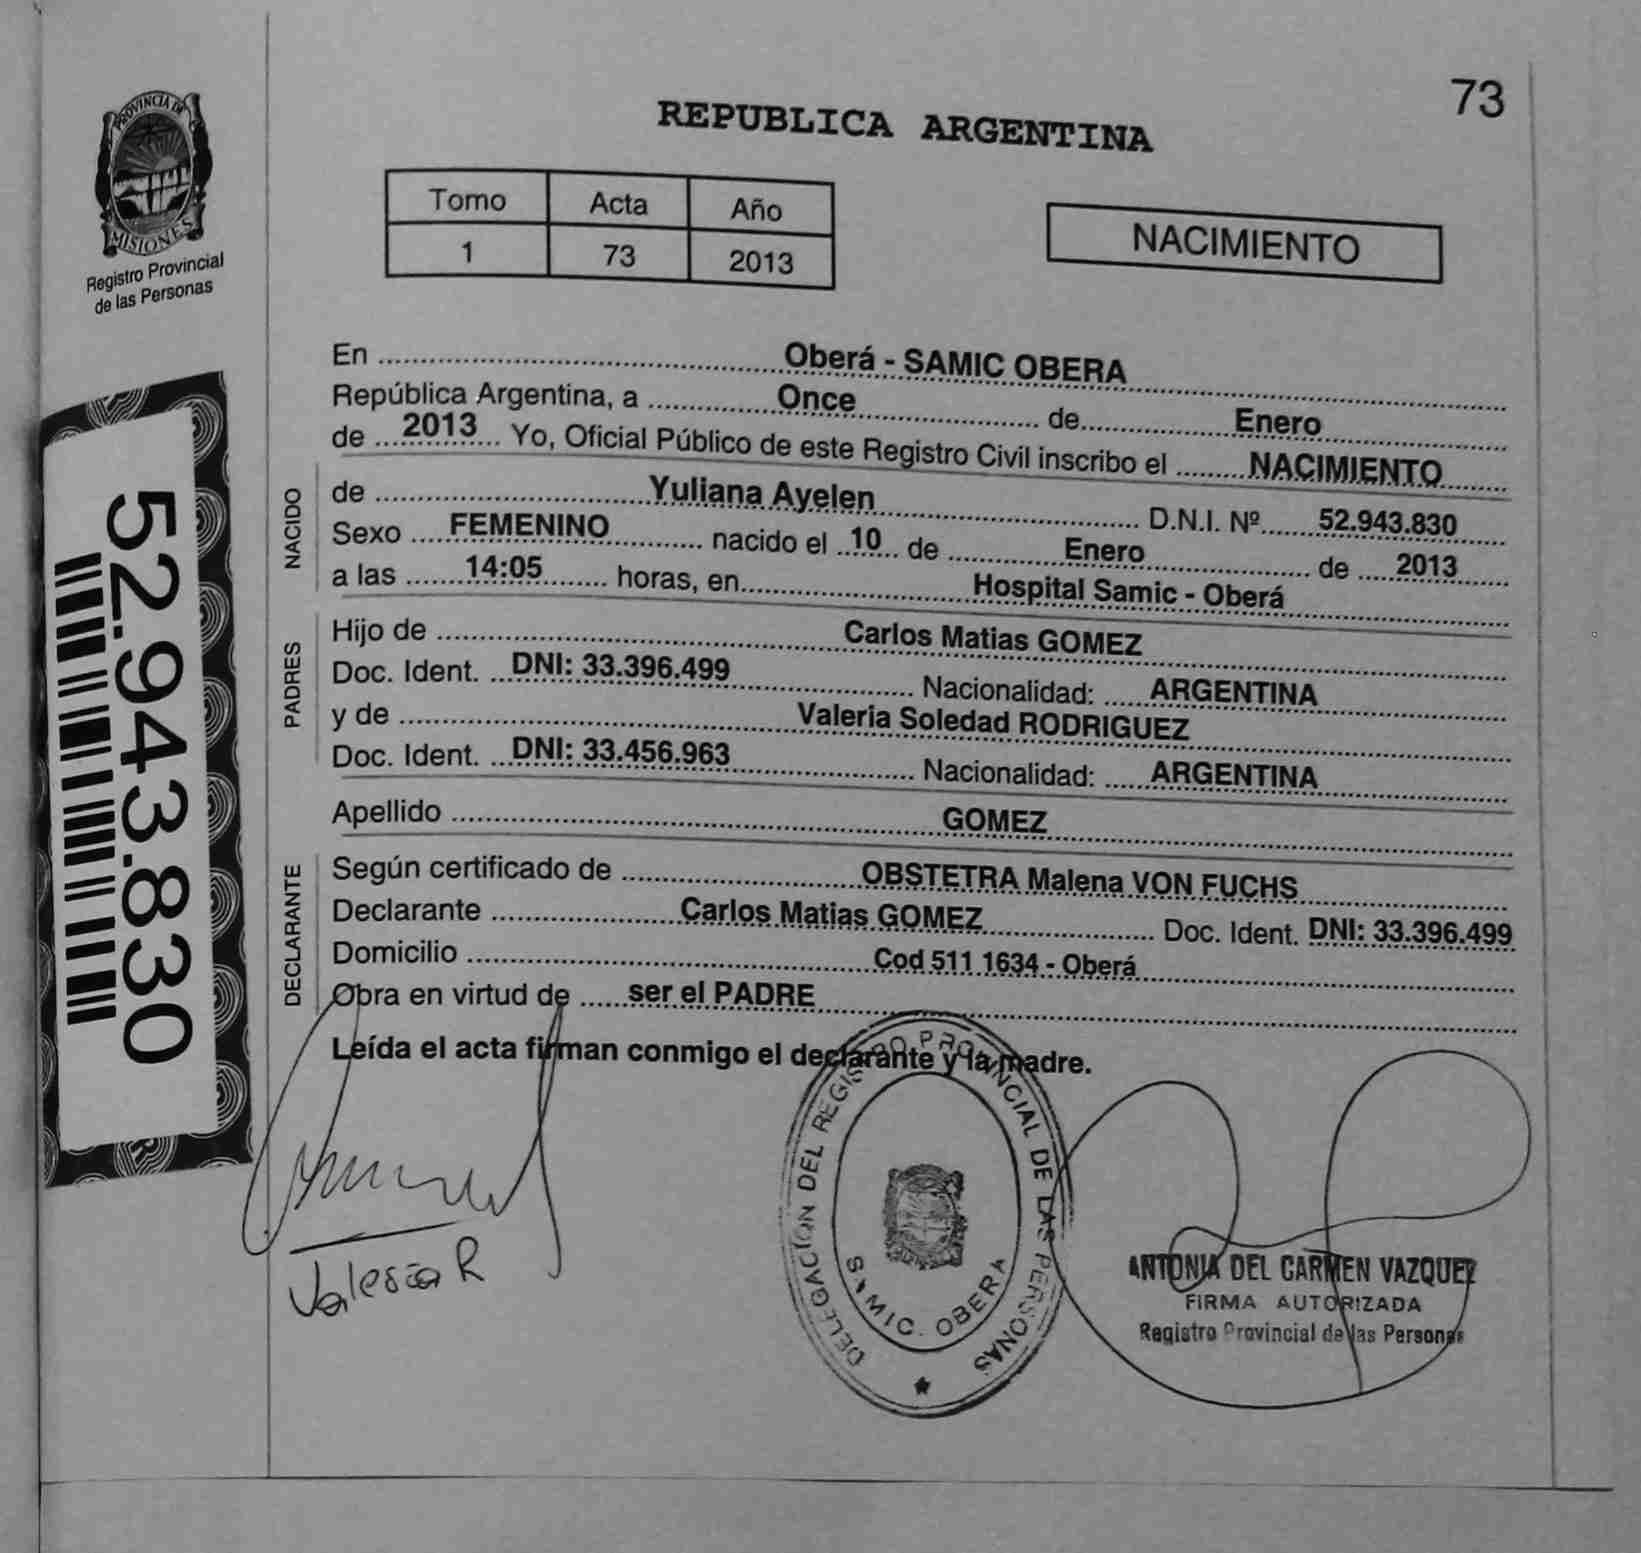 73
REPUBLICA ARGENTINA
PROVINCIA DE
MISIONES
Registro Provincial
de las Personas
Tomo Acta Año
1 73 2013
NACIMIENTO
52.943.830
En Oberá - SAMIC OBERA
República Argentina, a Once de Enero
de 2013 Yo, Oficial Público de este Registro Civil inscribo el NACIMIENTO
NACIDO
de Yuliana Ayelen D.N.I. Nº 52.943.830
Sexo FEMENINO nacido el 10 de Enero de 2013
a las 14:05 horas, en Hospital Samic - Oberá
PADRES
Hijo de Carlos Matias GOMEZ
Doc. Ident. DNI: 33.396.499 Nacionalidad: ARGENTINA
y de Valeria Soledad RODRIGUEZ
Doc. Ident. DNI: 33.456.963 Nacionalidad: ARGENTINA
Apellido GOMEZ
DECLARANTE
Según certificado de OBSTETRA Malena VON FUCHS
Declarante Carlos Matias GOMEZ Doc. Ident. DNI: 33.396.499
Domicilio Cod 511 1634 - Oberá
Obra en virtud de ser el PADRE
Leída el acta firman conmigo el declarante y la madre.
Valeria R
DELEGACION DEL REGISTRO PROVINCIAL DE LAS PERSONAS
SAMIC. OBERA
ANTONIA DEL CARMEN VAZQUEZ
FIRMA AUTORIZADA
Registro Provincial de las Personas